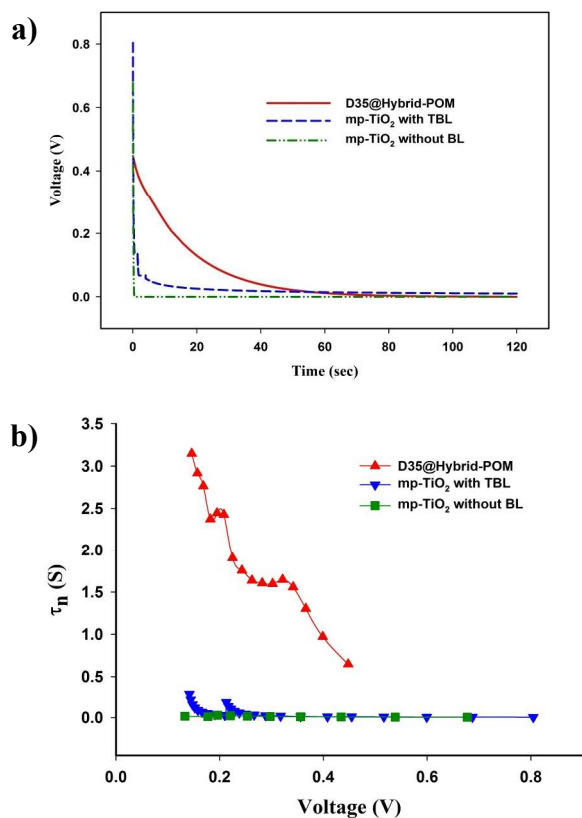 a)
0.8
0.6
0.4
0.2
0.0
Voltage (V)
D35@Hybrid-POM
mp-TiO₂ with TBL
mp-TiO₂ without BL
0 20 40 60 80 100 120
Time (sec)
b)
3.5
3.0
2.5
2.0
1.5
1.0
0.5
0.0
τn (S)
D35@Hybrid-POM
mp-TiO₂ with TBL
mp-TiO₂ without BL
0.0 0.2 0.4 0.6 0.8
Voltage (V)